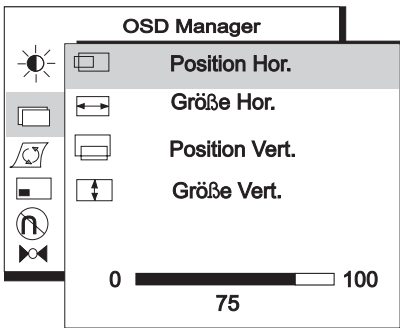 OSD Manager
Position Hor.
Größe Hor.
Position Vert.
Größe Vert.
0 100
75